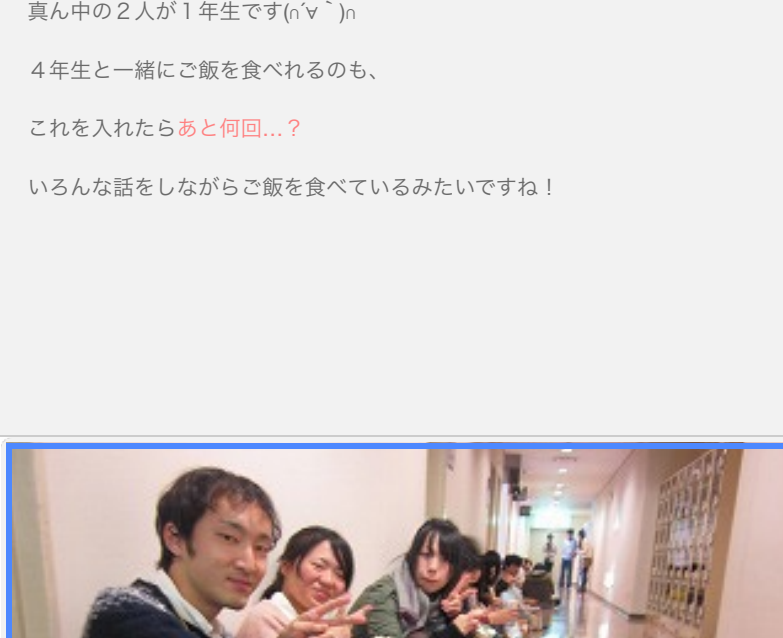 真ん中の２人が１年生です(∩´∀｀)∩
４年生と一緒にご飯を食べれるのも、
これを入れたらあと何回…？
いろんな話をしながらご飯を食べているみたいですね！